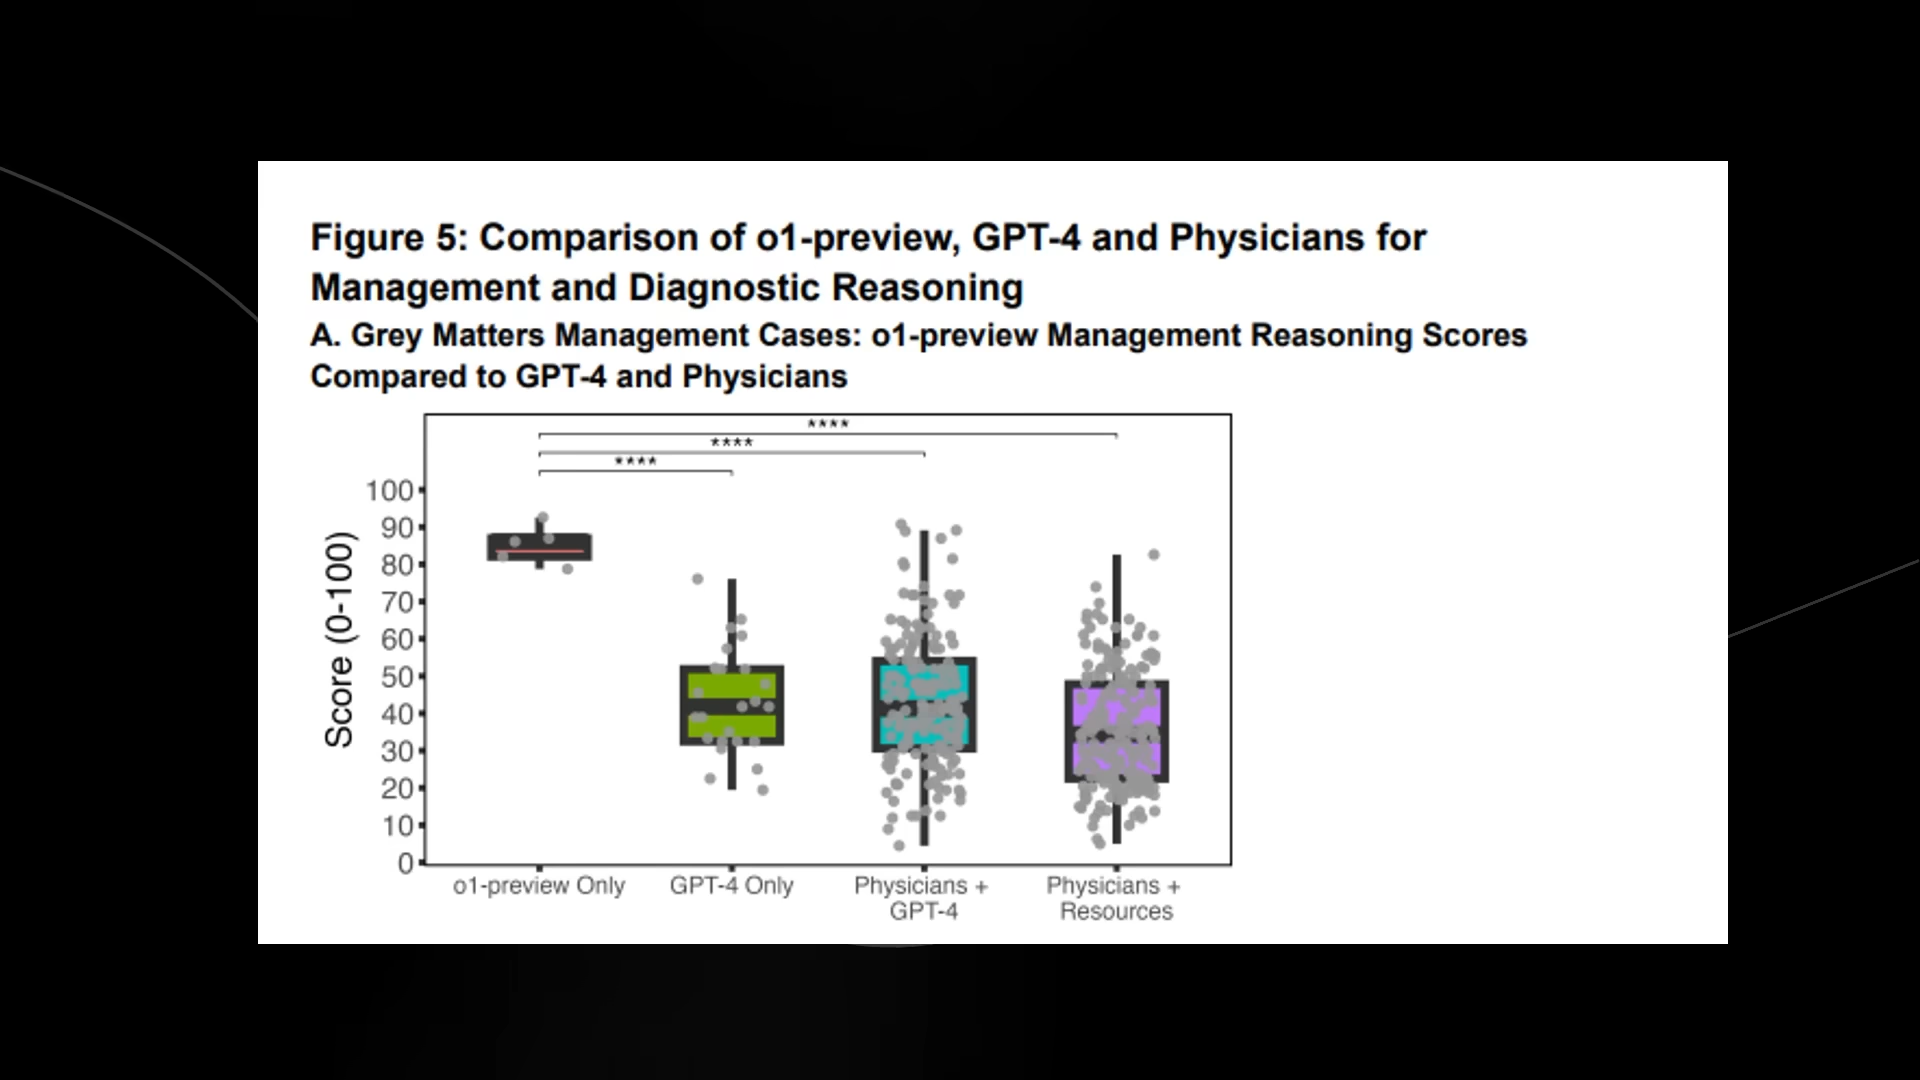 Figure 5: Comparison of o1-preview, GPT-4 and Physicians for
Management and Diagnostic Reasoning
A. Grey Matters Management Cases: o1-preview Management Reasoning Scores
Compared to GPT-4 and Physicians
****
****
****
100
90
80
70
60
50
40
30
20
10
0
Score (0-100)
o1-preview Only
GPT-4 Only
Physicians +
GPT-4
Physicians +
Resources